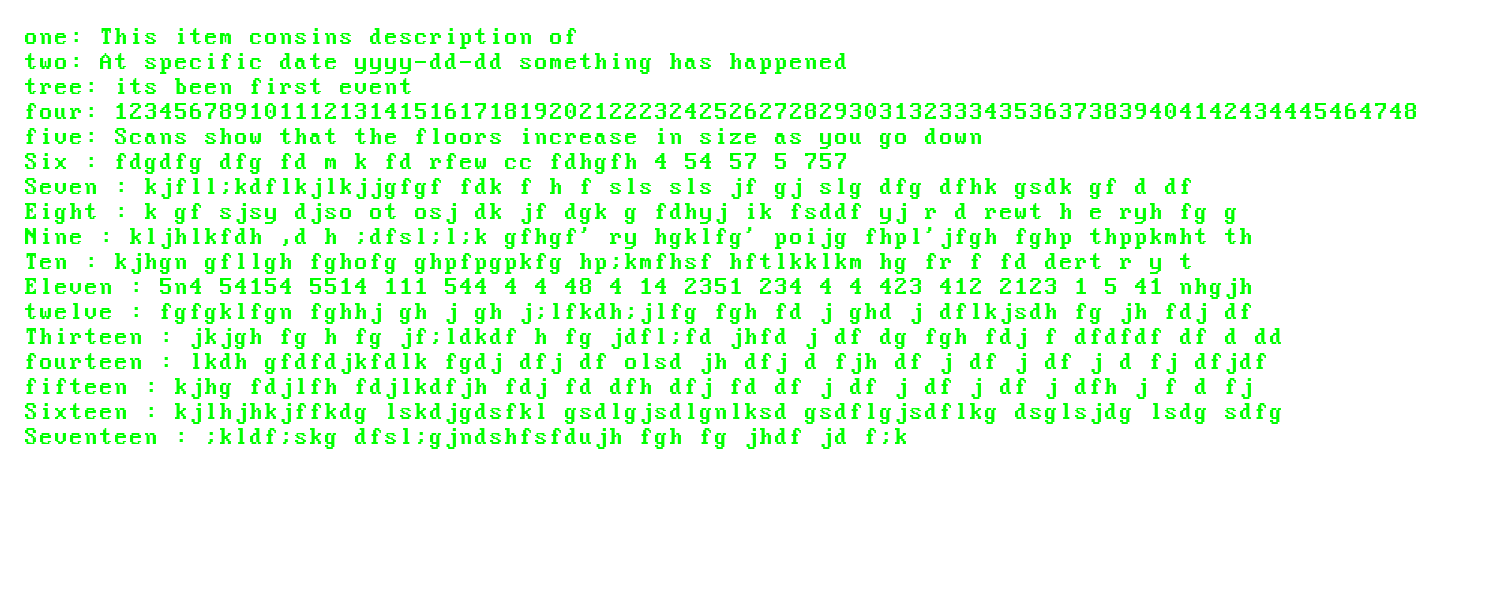 one: This item consins description of
two: At specific date yyyy-dd-dd something has happened
tree: its been first event
four: 123456789101112131415161718192021222324252627282930313233343536373839404142434445464748
five: Scans show that the floors increase in size as you go down
Six : fdgdfg dfg fd m k fd rfew cc fdhgfh 4 54 57 5 757
Seven : kjfll;kdflkjlkjjgfgf fdk f h f sls sls jf gj slg dfg dfhk gsdk gf d df
Eight : k gf sjsy djso ot osj dk jf dgk g fdhyj ik fsddf yj r d rewt h e ryh fg g
Nine : kljhlkfdh ,d h ;dfsl;l;k gfhgf' ry hgklfg' poijg fhpl'jfgh fghp thppkmht th
Ten : kjhgn gfllgh fghofg ghpfpgpkfg hp;kmfhsf hftlkklkm hg fr f fd dert r y t
Eleven : 5n4 54154 5514 111 544 4 4 48 4 14 2351 234 4 4 423 412 2123 1 5 41 nhgjh
twelve : fgfgklfgn fghhj gh j gh j;lfkdh;jlfg fgh fd j ghd j dflkjsdh fg jh fdj df
Thirteen : jkjgh fg h fg jf;ldkdf h fg jdfl;fd jhfd j df dg fgh fdj f dfdfdf df d dd
fourteen : lkdh gfdfdjkfdlk fgdj dfj df olsd jh dfj d fjh df j df j df j d fj dfjdf
fifteen : kjhg fdjlfh fdjlkdfjh fdj fd dfh dfj fd df j df j df j df j dfh j f d fj
Sixteen : kjlhjhkjffkdg lskdjgdsfkl gsdlgjsdlgnlksd gsdflgjsdflkg dsglsjdg lsdg sdfg
Seventeen : ;kldf;skg dfsl;gjndshfsfdujh fgh fg jhdf jd f;k